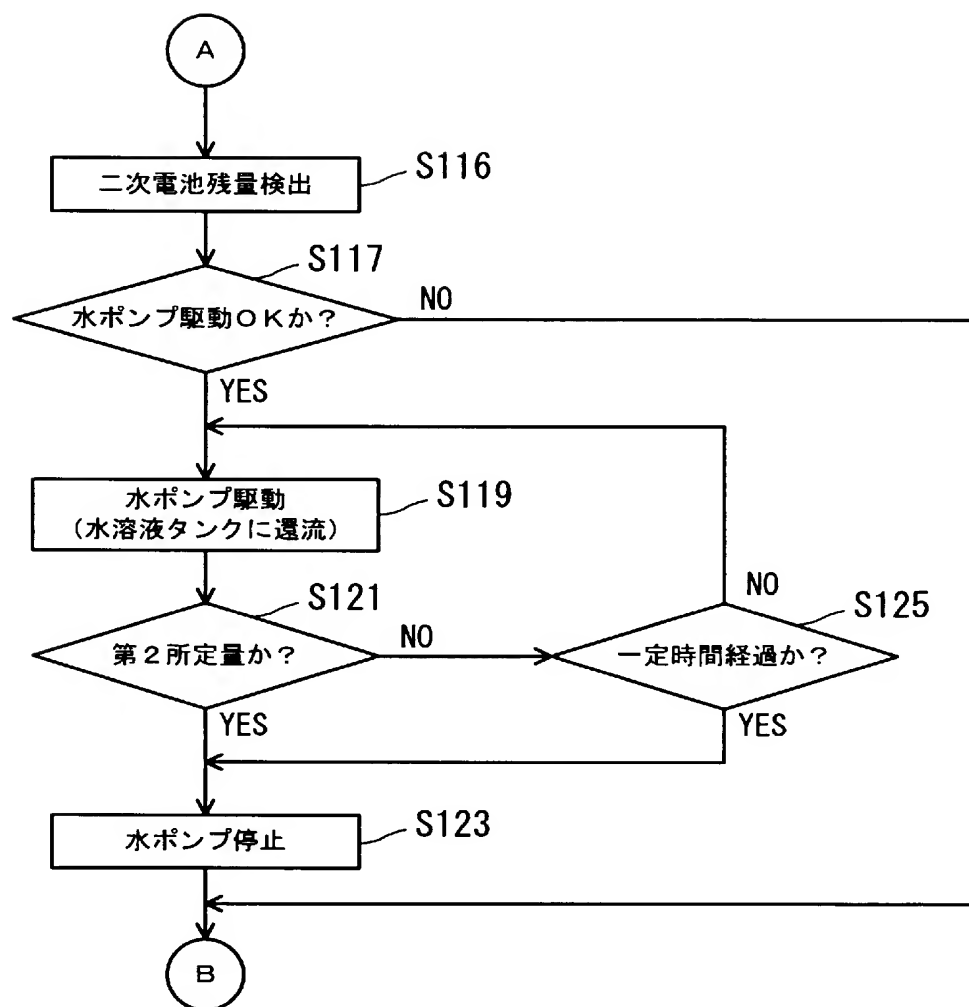 A
二次電池残量検出
S116
S117
水ポンプ駆動OKか?
NO
YES
水ポンプ駆動
(水溶液タンクに還流)
S119
NO
S121
S125
第2所定量か?
NO
一定時間経過か?
YES
YES
水ポンプ停止
S123
B